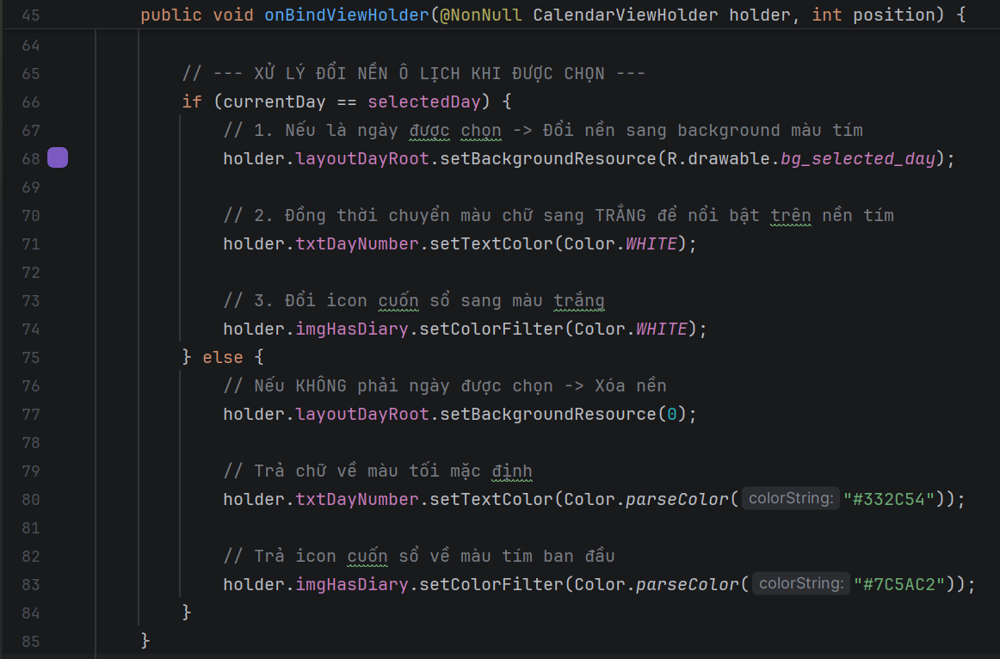 45 public void onBindViewHolder(@NonNull CalendarViewHolder holder, int position) {
64
65 // --- XỬ LÝ ĐỔI NỀN Ô LỊCH KHI ĐƯỢC CHỌN ---
66 if (currentDay == selectedDay) {
67 // 1. Nếu là ngày được chọn -> Đổi nền sang background màu tím
68 holder.layoutDayRoot.setBackgroundResource(R.drawable.bg_selected_day);
69
70 // 2. Đồng thời chuyển màu chữ sang TRẮNG để nổi bật trên nền tím
71 holder.txtDayNumber.setTextColor(Color.WHITE);
72
73 // 3. Đổi icon cuốn sổ sang màu trắng
74 holder.imgHasDiary.setColorFilter(Color.WHITE);
75 } else {
76 // Nếu KHÔNG phải ngày được chọn -> Xóa nền
77 holder.layoutDayRoot.setBackgroundResource(0);
78
79 // Trả chữ về màu tối mặc định
80 holder.txtDayNumber.setTextColor(Color.parseColor( colorString: "#332C54"));
81
82 // Trả icon cuốn sổ về màu tím ban đầu
83 holder.imgHasDiary.setColorFilter(Color.parseColor( colorString: "#7C5AC2"));
84 }
85 }